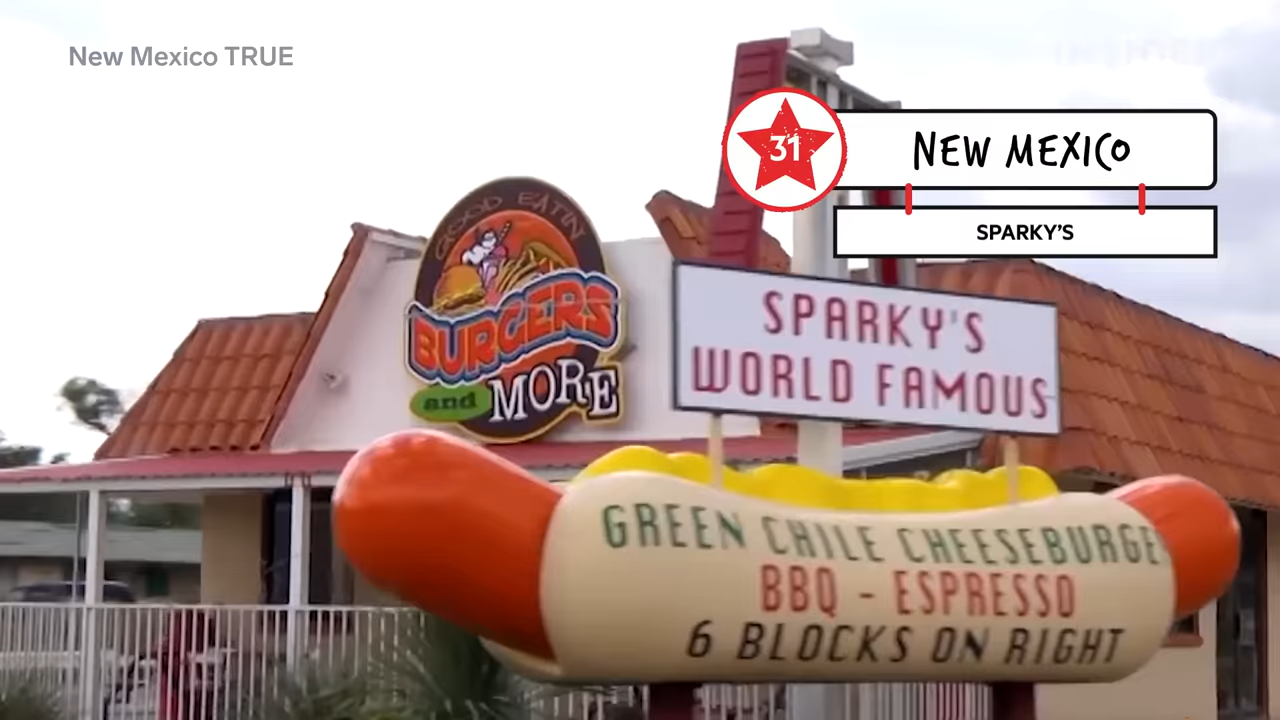 New Mexico TRUE
INSIDER
31
NEW MEXICO
SPARKY'S
GOOD EATIN'
BURGERS
and MORE
SPARKY'S
WORLD FAMOUS
GREEN CHILE CHEESEBURGE
BBQ - ESPRESSO
6 BLOCKS ON RIGHT